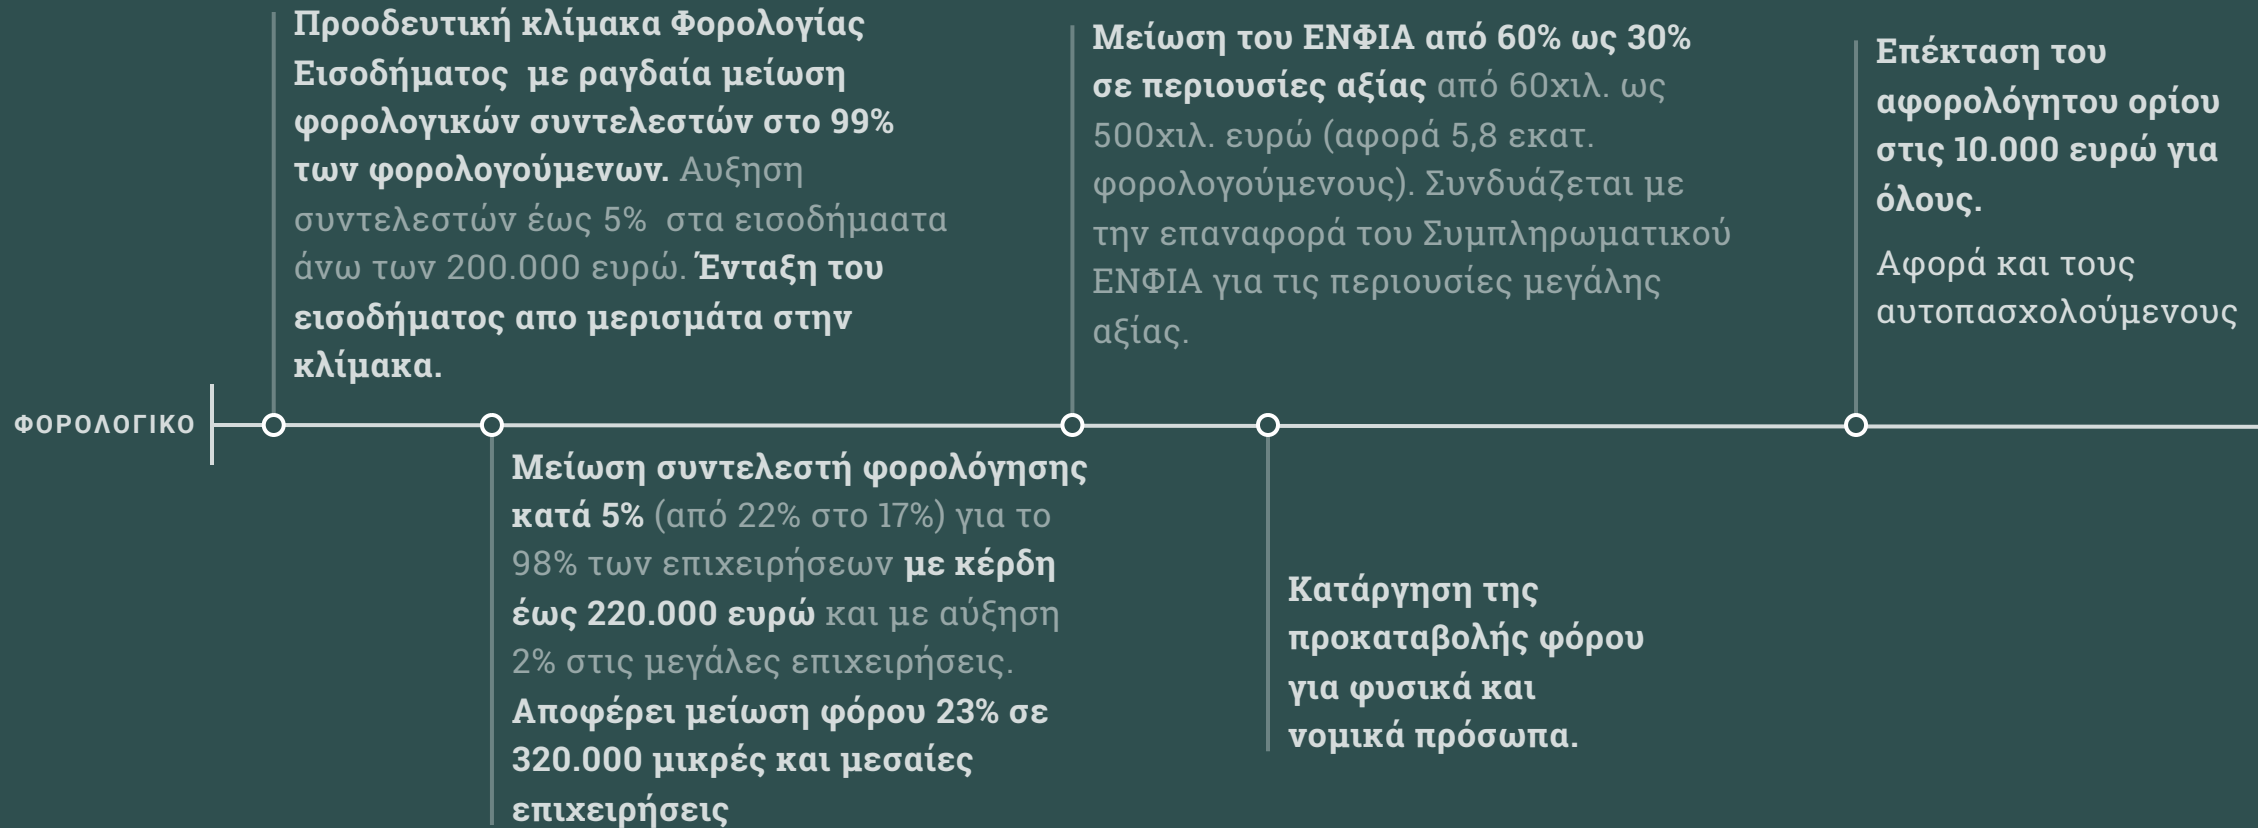 ΦΟΡΟΛΟΓΙΚΟ
Προοδευτική κλίμακα Φορολογίας
Εισοδήματος με ραγδαία μείωση
φορολογικών συντελεστών στο 99%
των φορολογούμενων. Αυξηση
συντελεστών έως 5% στα εισοδήμαατα
άνω των 200.000 ευρώ. Ένταξη του
εισοδήματος απο μερισμάτα στην
κλίμακα.
Μείωση συντελεστή φορολόγησης
κατά 5% (από 22% στο 17%) για το
98% των επιχειρήσεων με κέρδη
έως 220.000 ευρώ και με αύξηση
2% στις μεγάλες επιχειρήσεις.
Αποφέρει μείωση φόρου 23% σε
320.000 μικρές και μεσαίες
επιχειρήσεις
Μείωση του ΕΝΦΙΑ από 60% ως 30%
σε περιουσίες αξίας από 60χιλ. ως
500χιλ. ευρώ (αφορά 5,8 εκατ.
φορολογούμενους). Συνδυάζεται με
την επαναφορά του Συμπληρωματικού
ΕΝΦΙΑ για τις περιουσίες μεγάλης
αξίας.
Κατάργηση της
προκαταβολής φόρου
για φυσικά και
νομικά πρόσωπα.
Επέκταση του
αφορολόγητου ορίου
στις 10.000 ευρώ για
όλους.
Αφορά και τους
αυτοπασχολούμενους